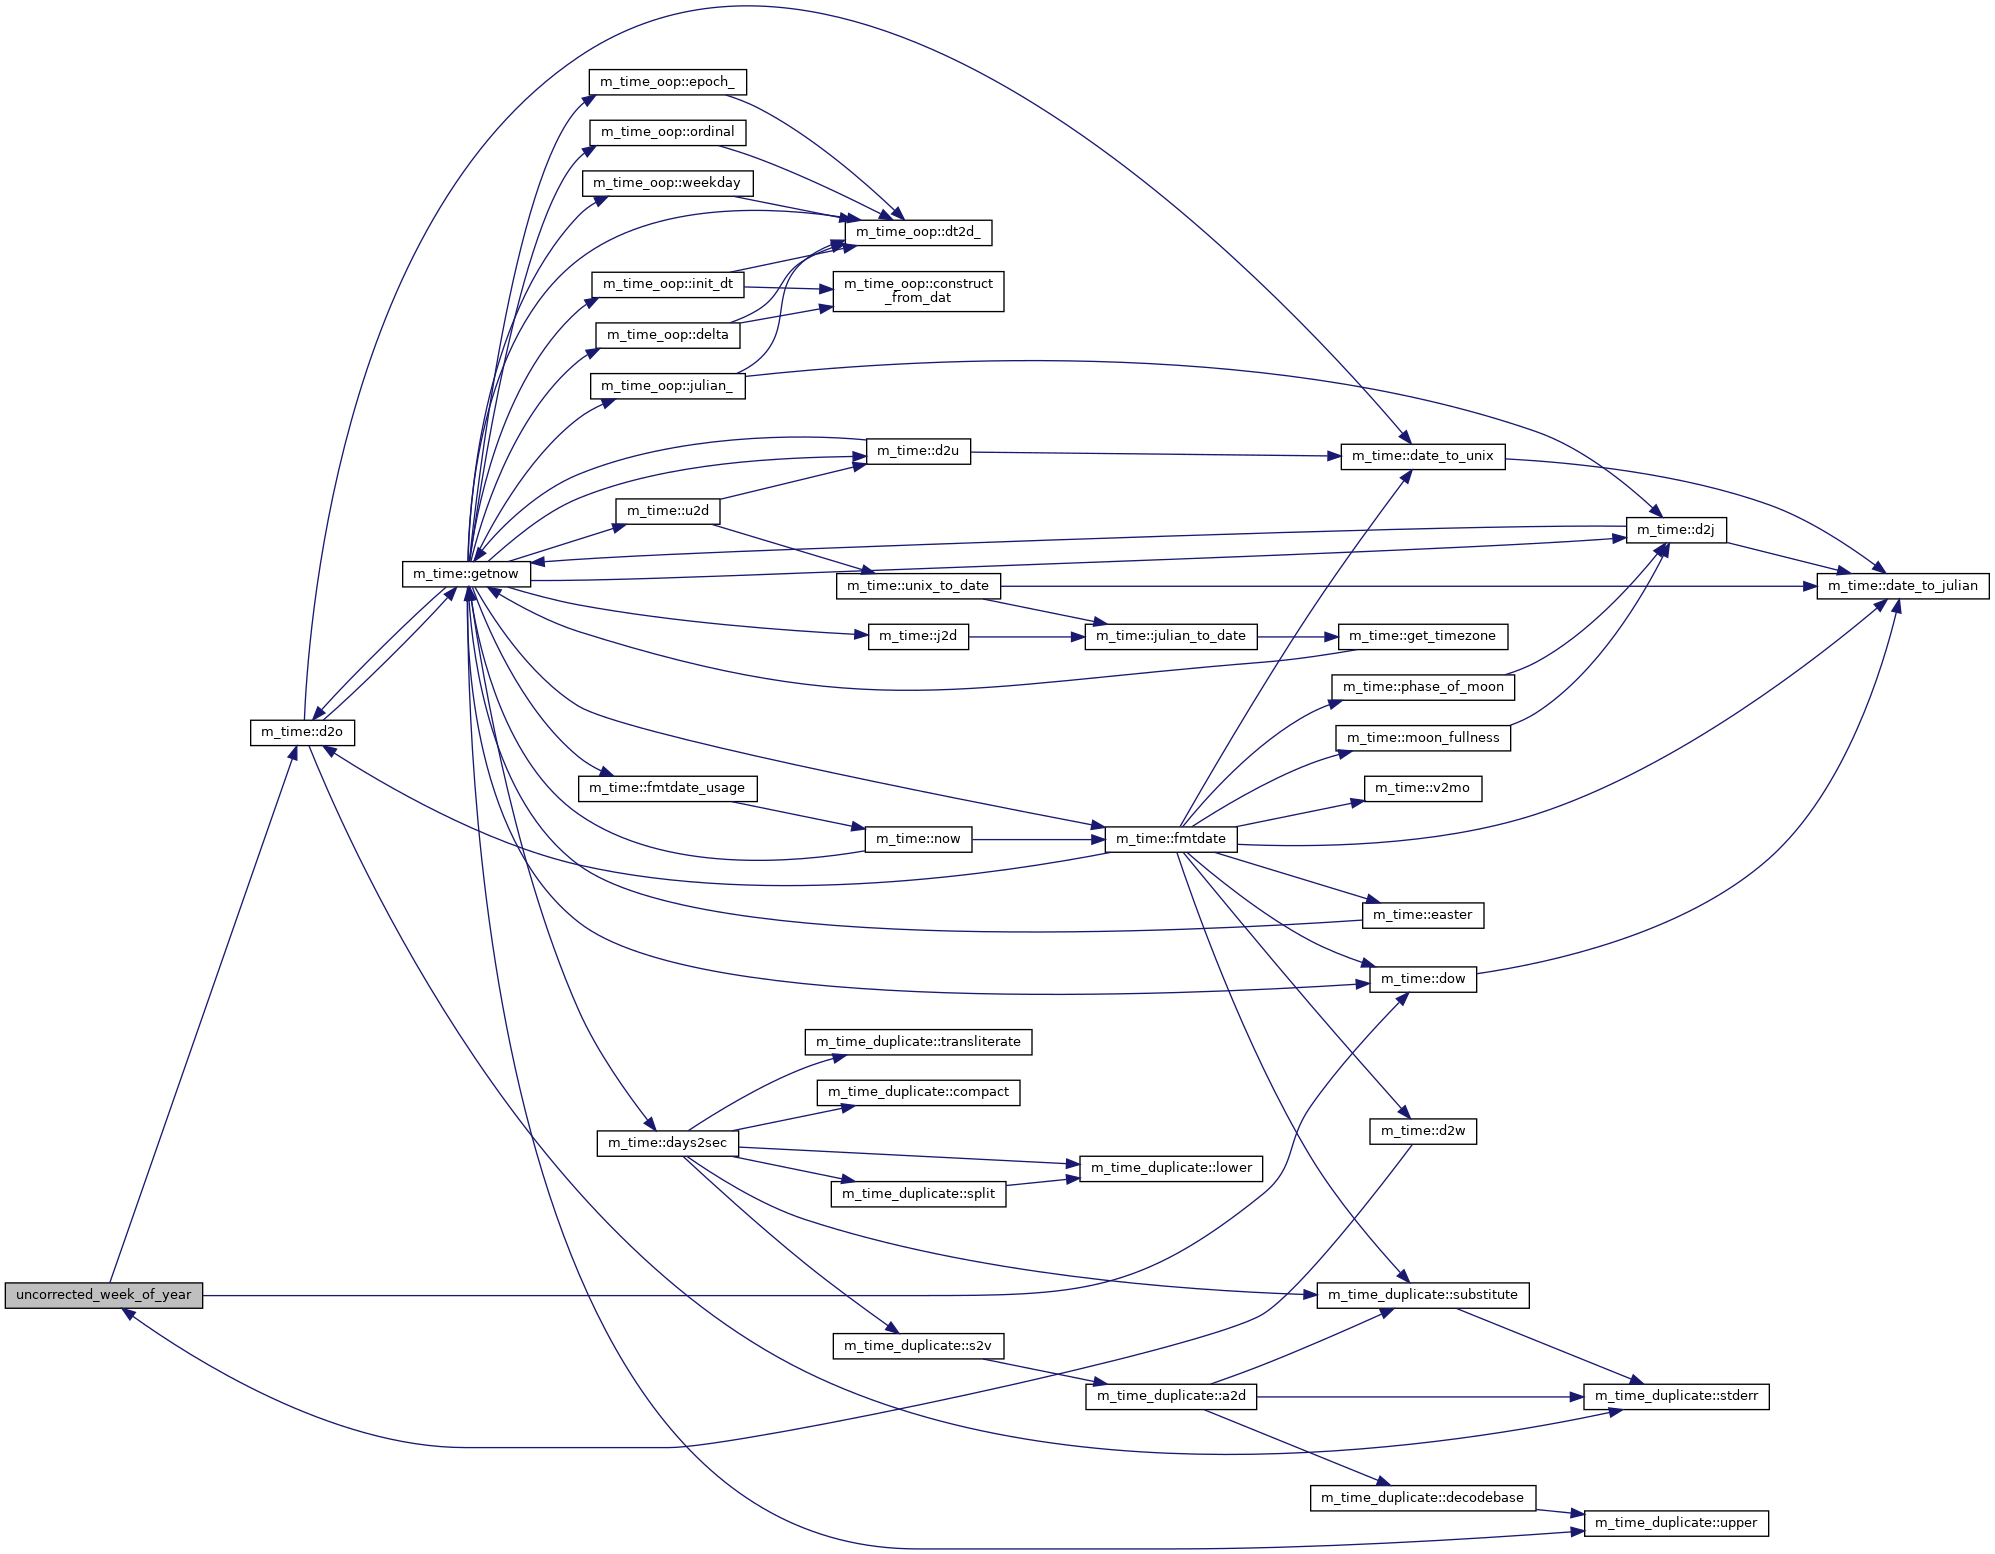 m_time_oop::epoch_
m_time_oop::ordinal
m_time_oop::weekday
m_time_oop::dt2d_
m_time_oop::init_dt
m_time_oop::construct
_from_dat
m_time_oop::delta
m_time_oop::julian_
m_time::d2u
m_time::date_to_unix
m_time::u2d
m_time::d2j
m_time::getnow
m_time::unix_to_date
m_time::date_to_julian
m_time::j2d
m_time::julian_to_date
m_time::get_timezone
m_time::phase_of_moon
m_time::d2o
m_time::moon_fullness
m_time::fmtdate_usage
m_time::v2mo
m_time::now
m_time::fmtdate
m_time::easter
m_time::dow
m_time_duplicate::transliterate
m_time_duplicate::compact
m_time::d2w
m_time::days2sec
m_time_duplicate::lower
m_time_duplicate::split
uncorrected_week_of_year
m_time_duplicate::substitute
m_time_duplicate::s2v
m_time_duplicate::a2d
m_time_duplicate::stderr
m_time_duplicate::decodebase
m_time_duplicate::upper